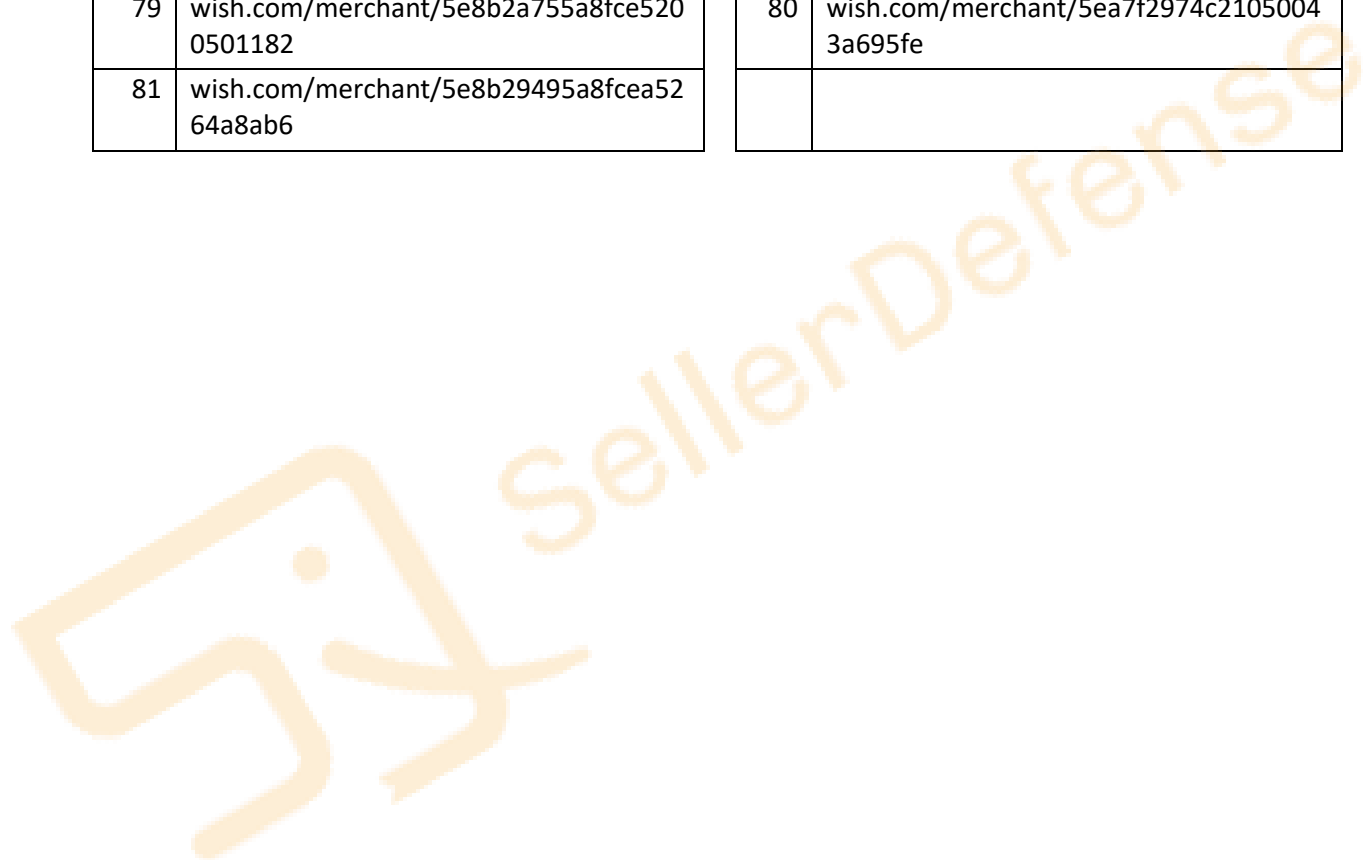 79 wish.com/merchant/5e8b2a755a8fce520
0501182
80 wish.com/merchant/5ea7f2974c2105004
3a695fe
81 wish.com/merchant/5e8b29495a8fcea52
64a8ab6
SellerDefense